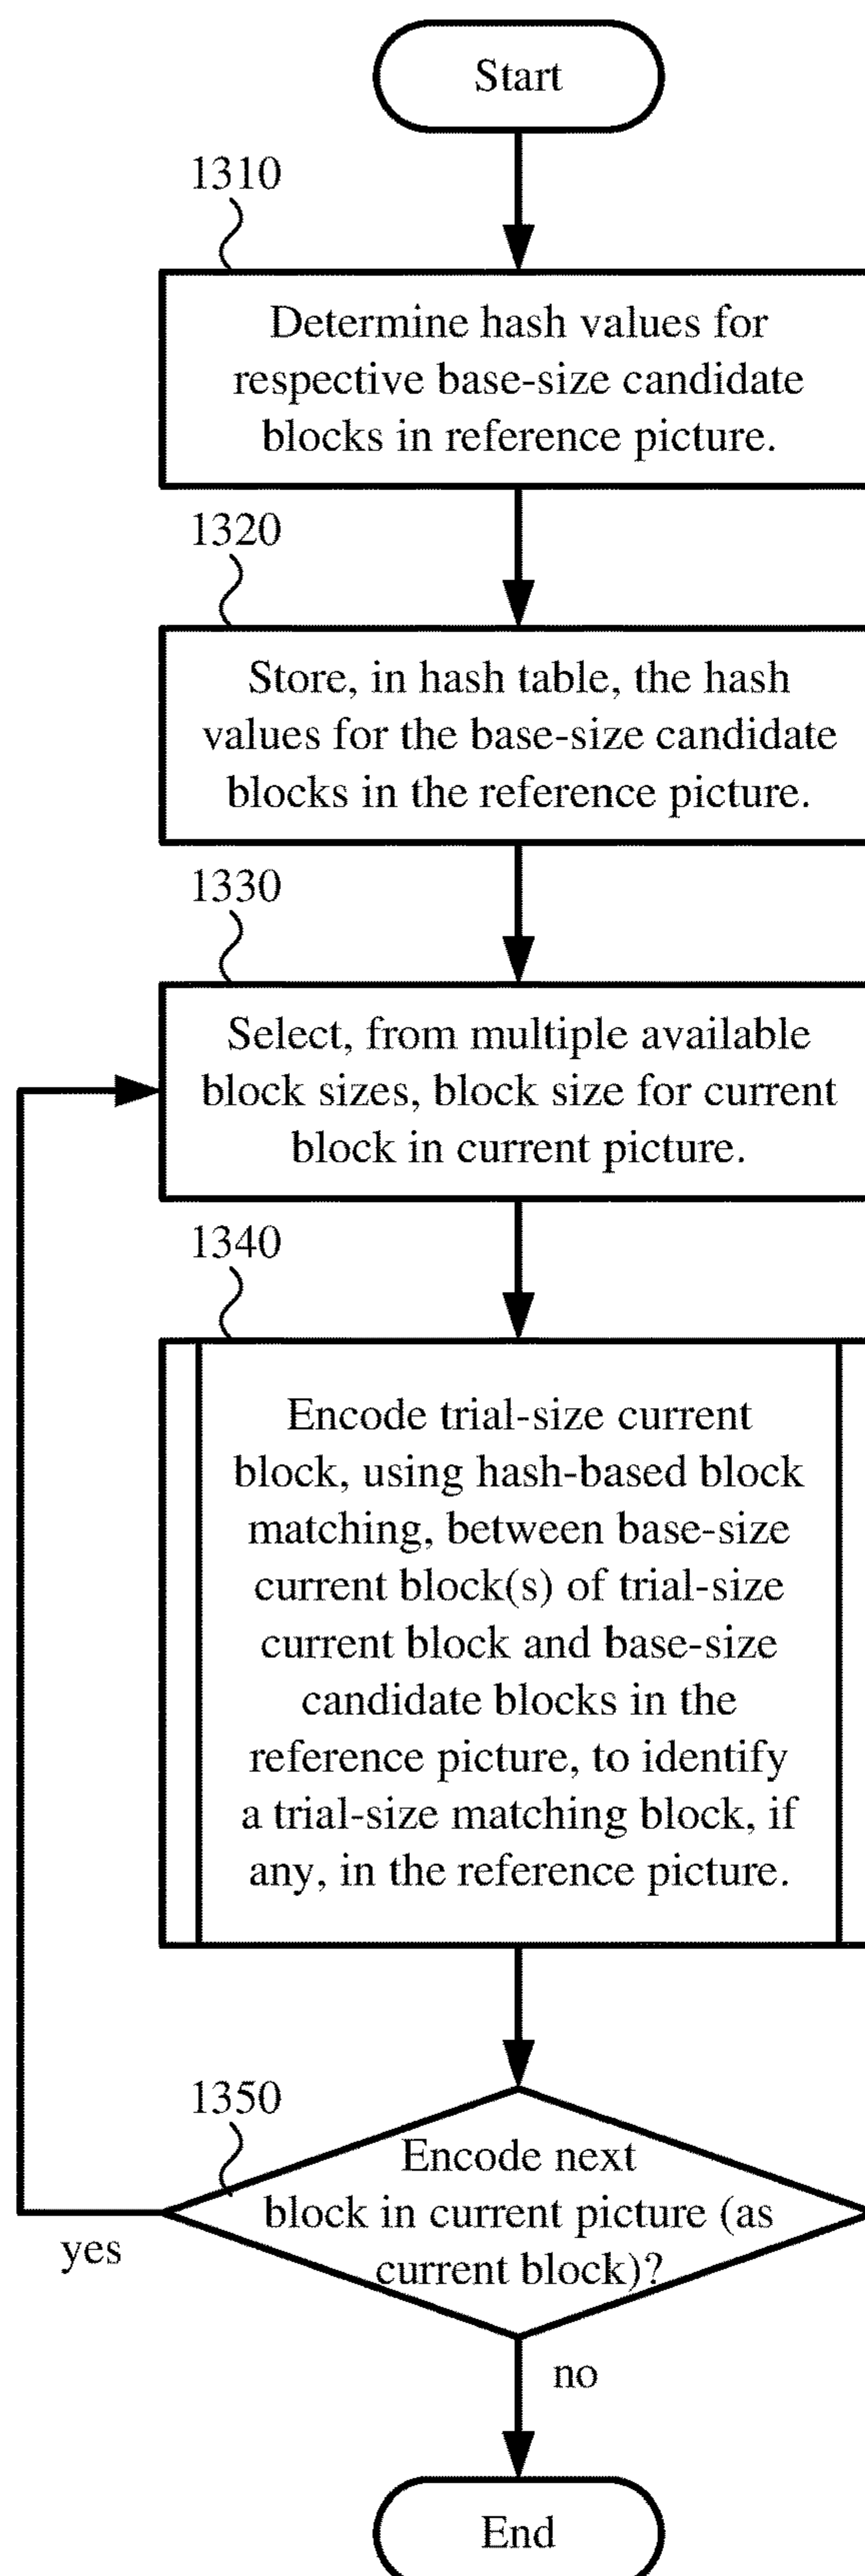 Start
1310
Determine hash values for
respective base-size candidate
blocks in reference picture.
1320
Store, in hash table, the hash
values for the base-size candidate
blocks in the reference picture.
1330
Select, from multiple available
block sizes, block size for current
block in current picture.
1340
Encode trial-size current
block, using hash-based block
matching, between base-size
current block(s) of trial-size
current block and base-size
candidate blocks in the
reference picture, to identify
a trial-size matching block, if
any, in the reference picture.
1350
Encode next
block in current picture (as
current block)?
yes
no
End